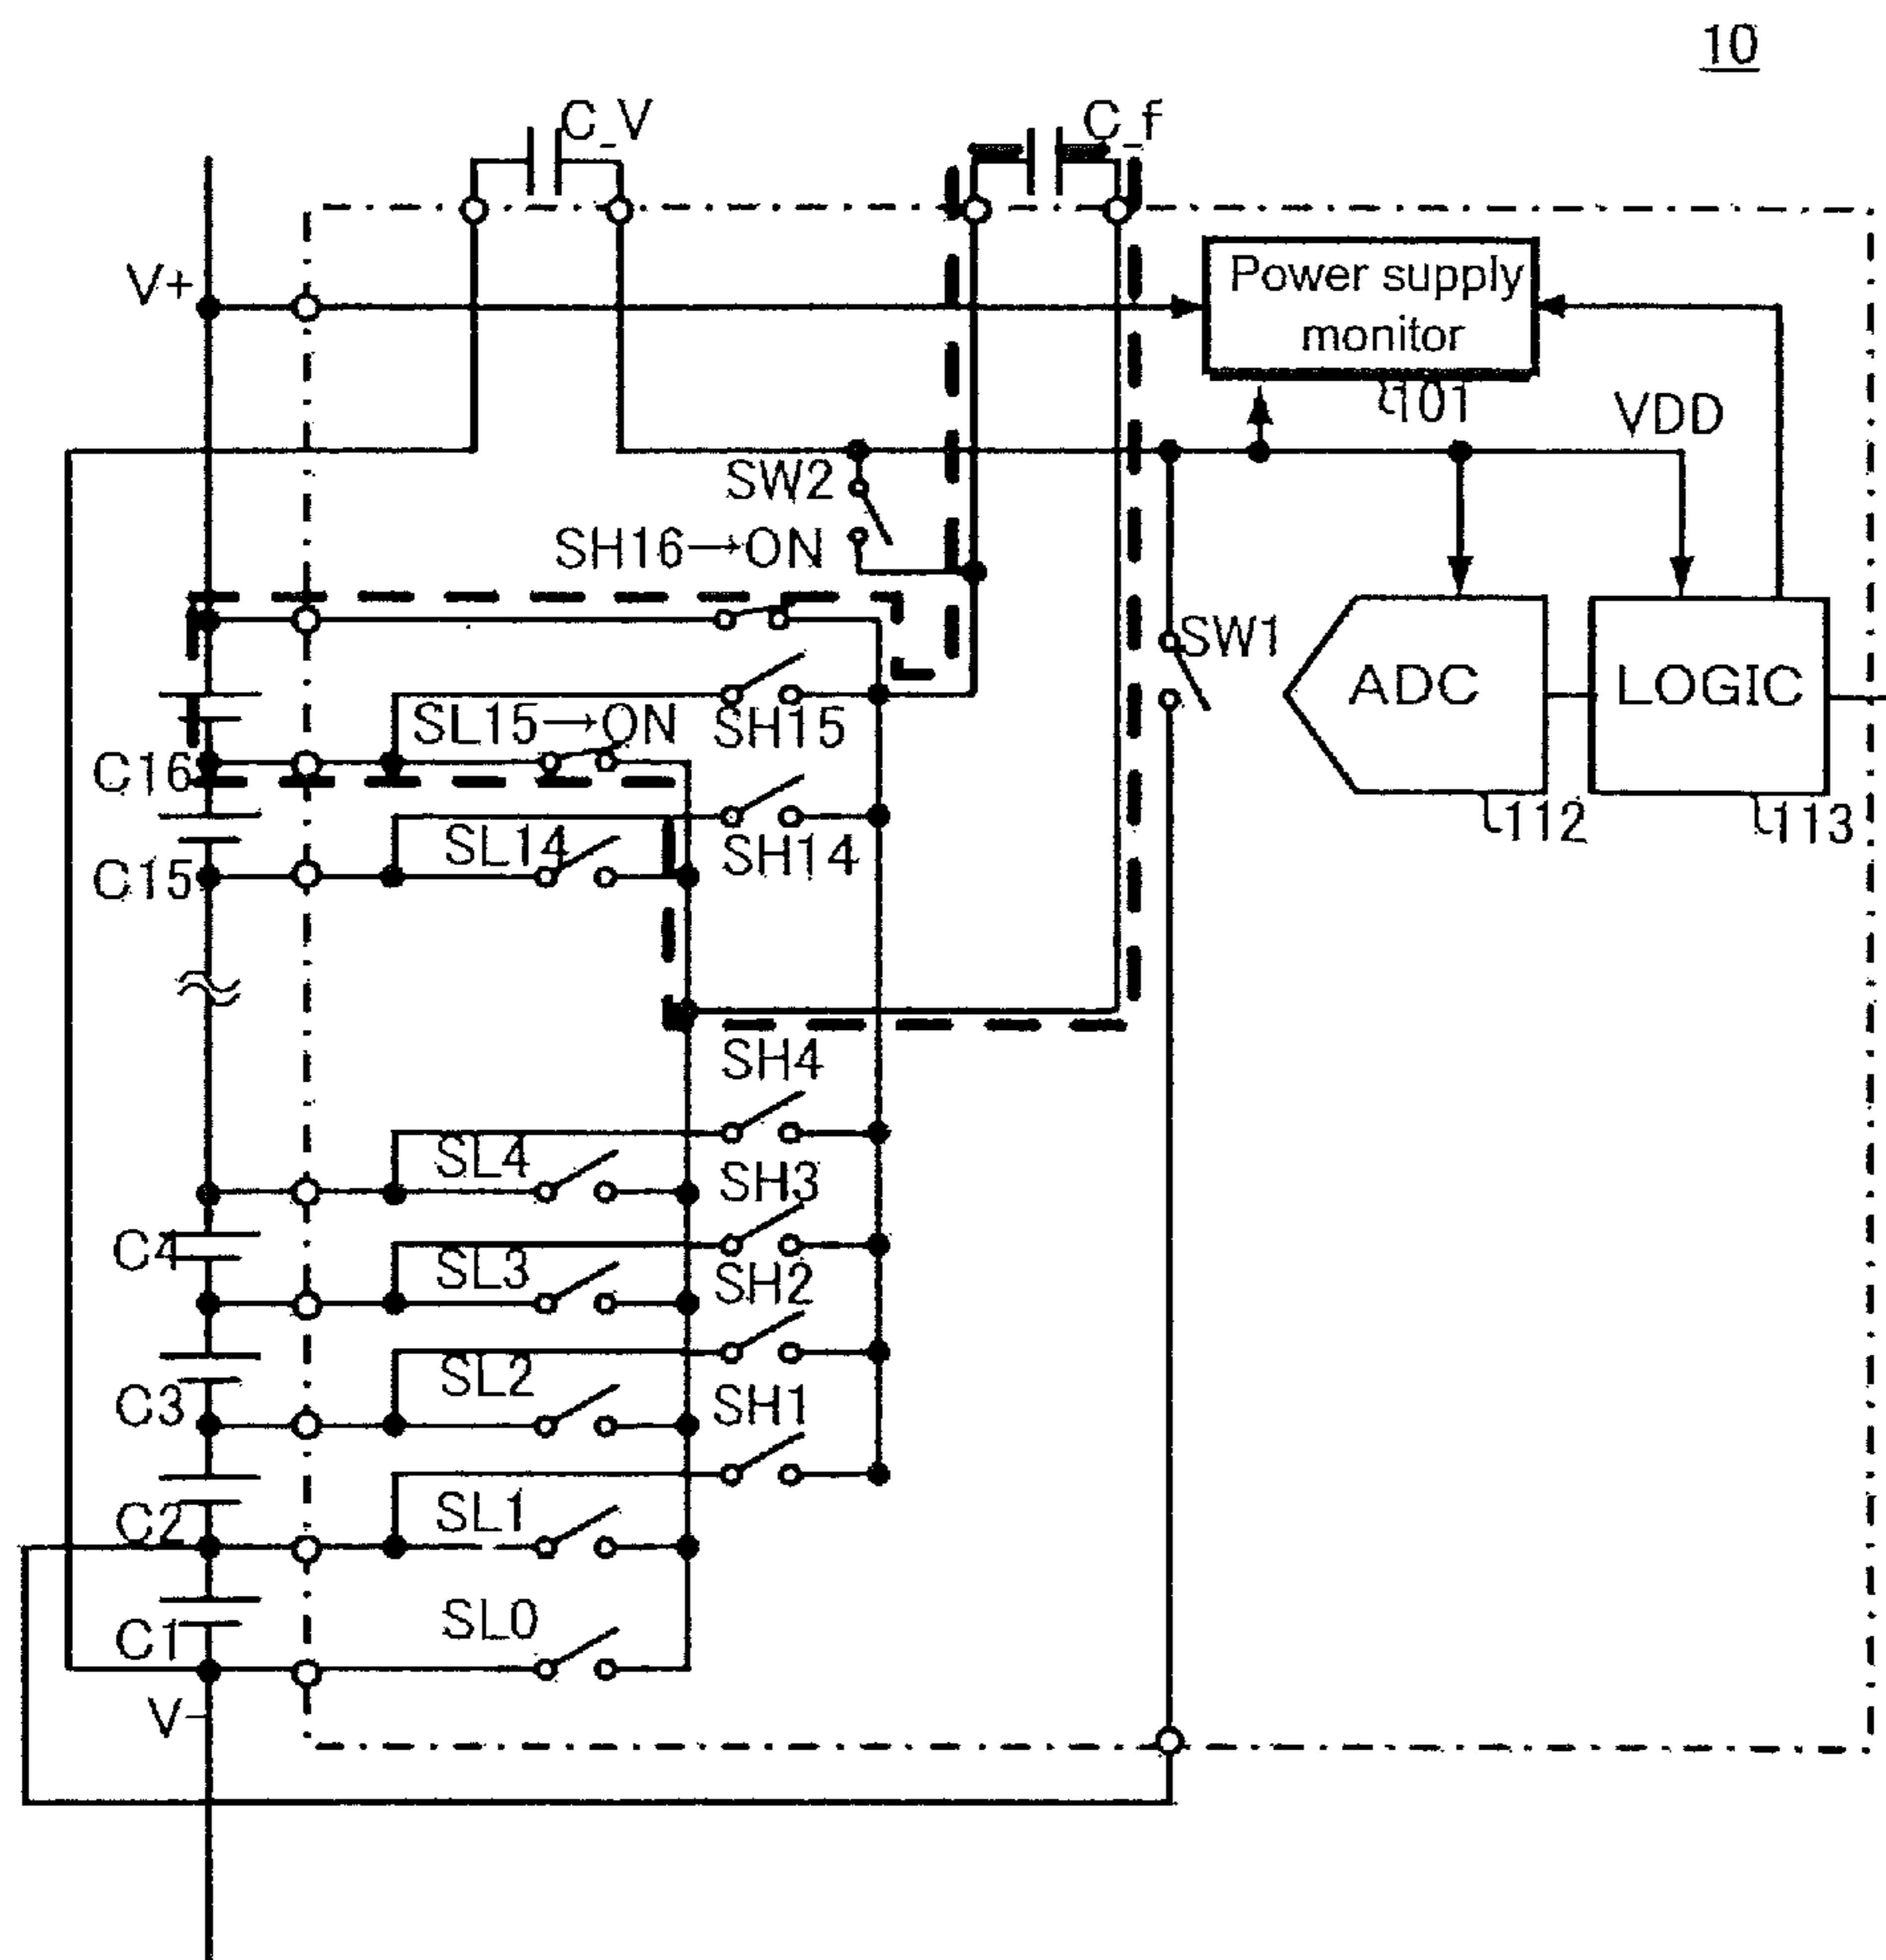 10
C_V
C_f
V+
Power supply
monitor
101
VDD
SW2
SH16→ON
SW1
ADC
LOGIC
SL15→ON
SH15
C16
112
113
SL14
SH14
C15
SH4
SL4
SH3
C4
SL3
SH2
SL2
SH1
C3
SL1
C2
SL0
C1
V-